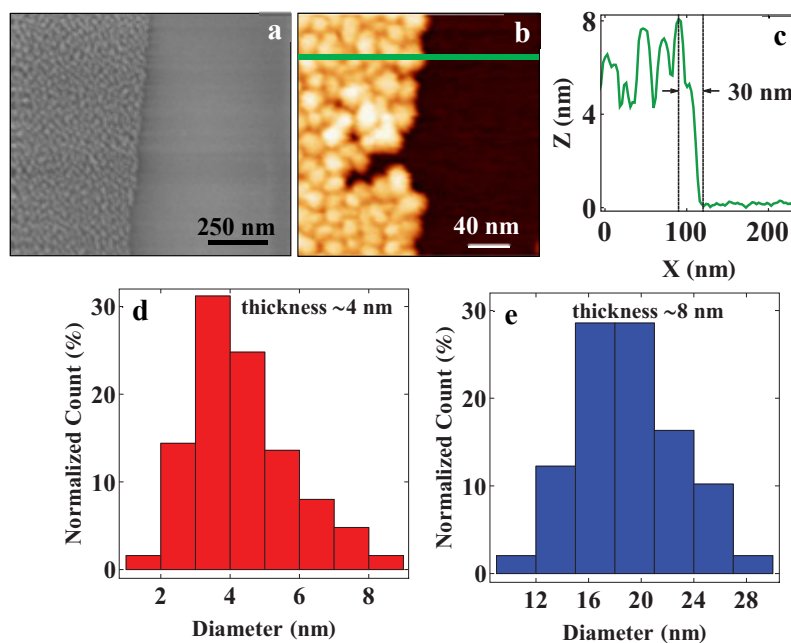 a
250 nm
b
40 nm
c
8
4
0
Z (nm)
30 nm
0
100
200
X (nm)
d
thickness ~4 nm
30
20
10
0
Normalized Count (%)
2
4
6
8
Diameter (nm)
e
thickness ~8 nm
30
20
10
0
Normalized Count (%)
12
16
20
24
28
Diameter (nm)